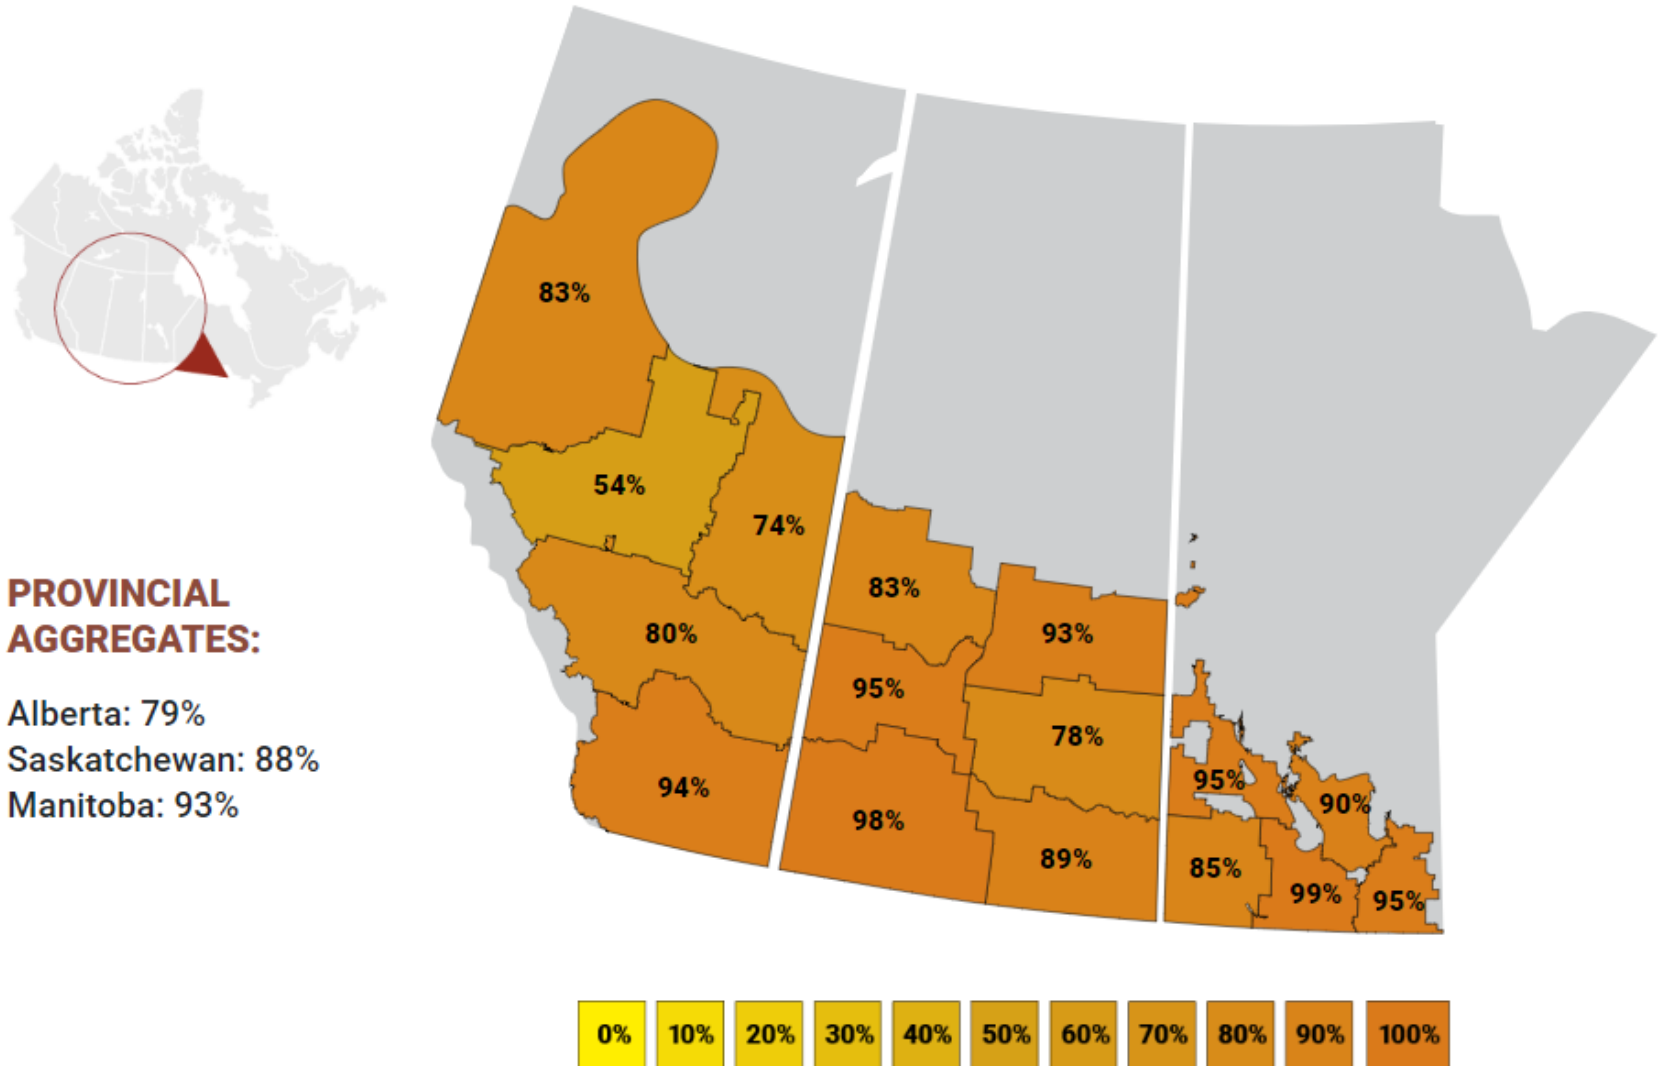 83%
54%
74%
83%
93%
80%
95%
78%
94%
98%
89%
95%
90%
85%
99%
95%
PROVINCIAL
AGGREGATES:
Alberta: 79%
Saskatchewan: 88%
Manitoba: 93%
0% 10% 20% 30% 40% 50% 60% 70% 80% 90% 100%